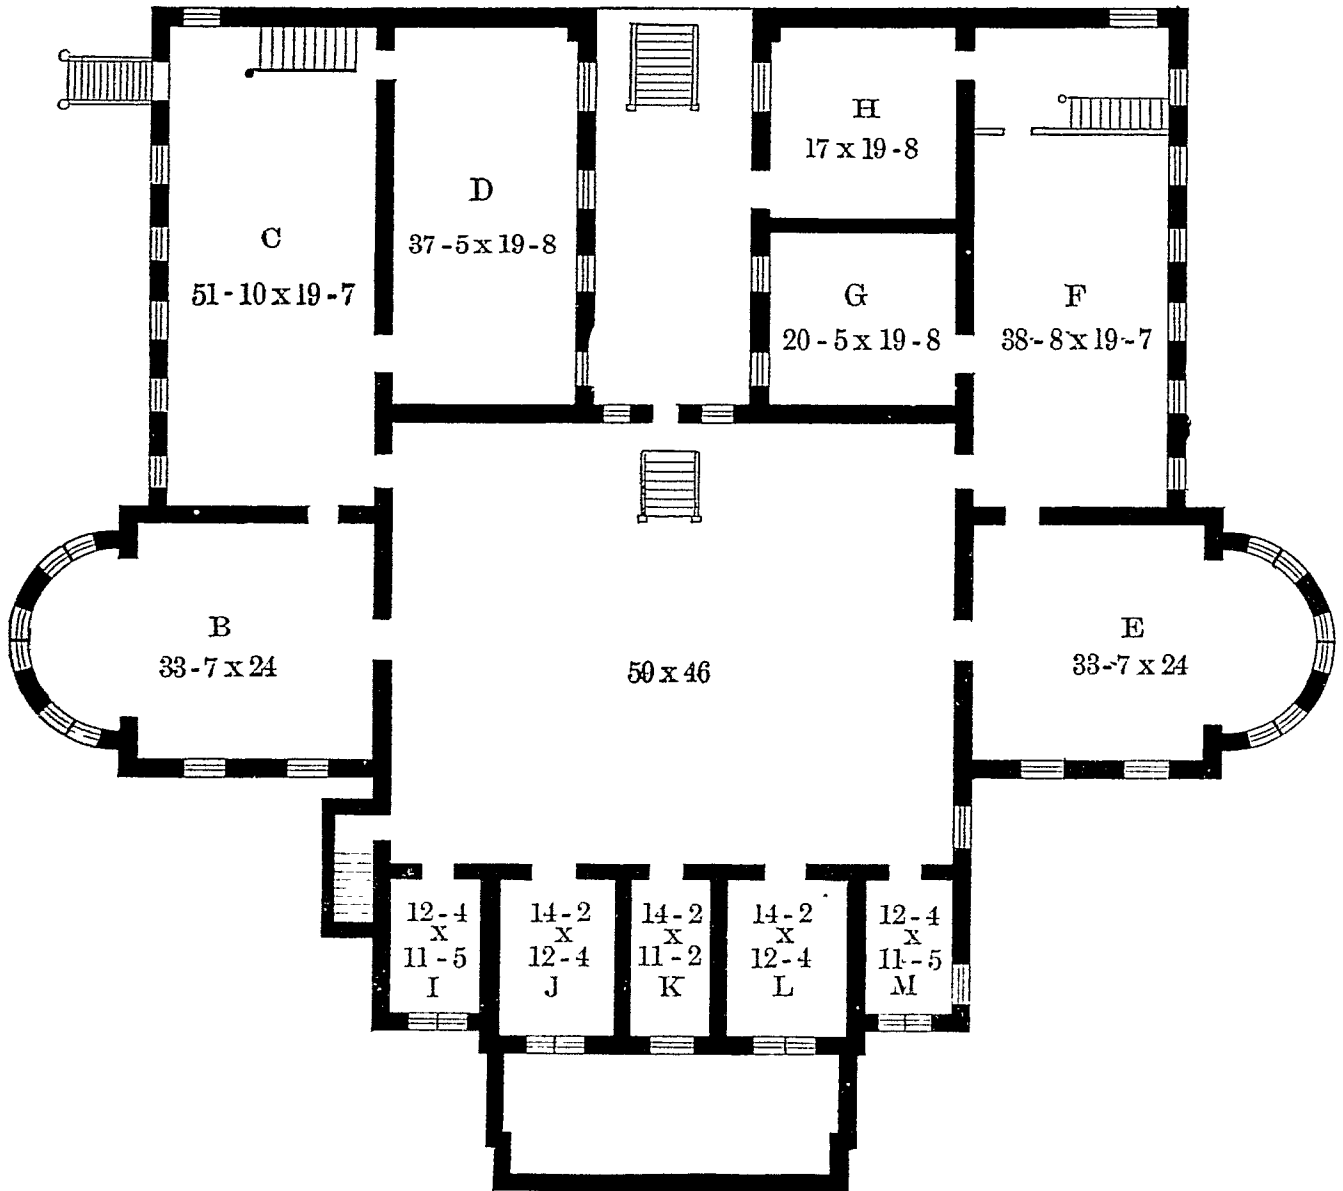 H
17 x 19-8
D
37-5 x 19-8
C
51-10 x 19-7
G
20-5 x 19-8
F
38-8 x 19-7
B
33-7 x 24
E
33-7 x 24
50 x 46
12-4
x
11-5
I
14-2
x
12-4
J
14-2
x
11-2
K
14-2
x
12-4
L
12-4
x
11-5
M